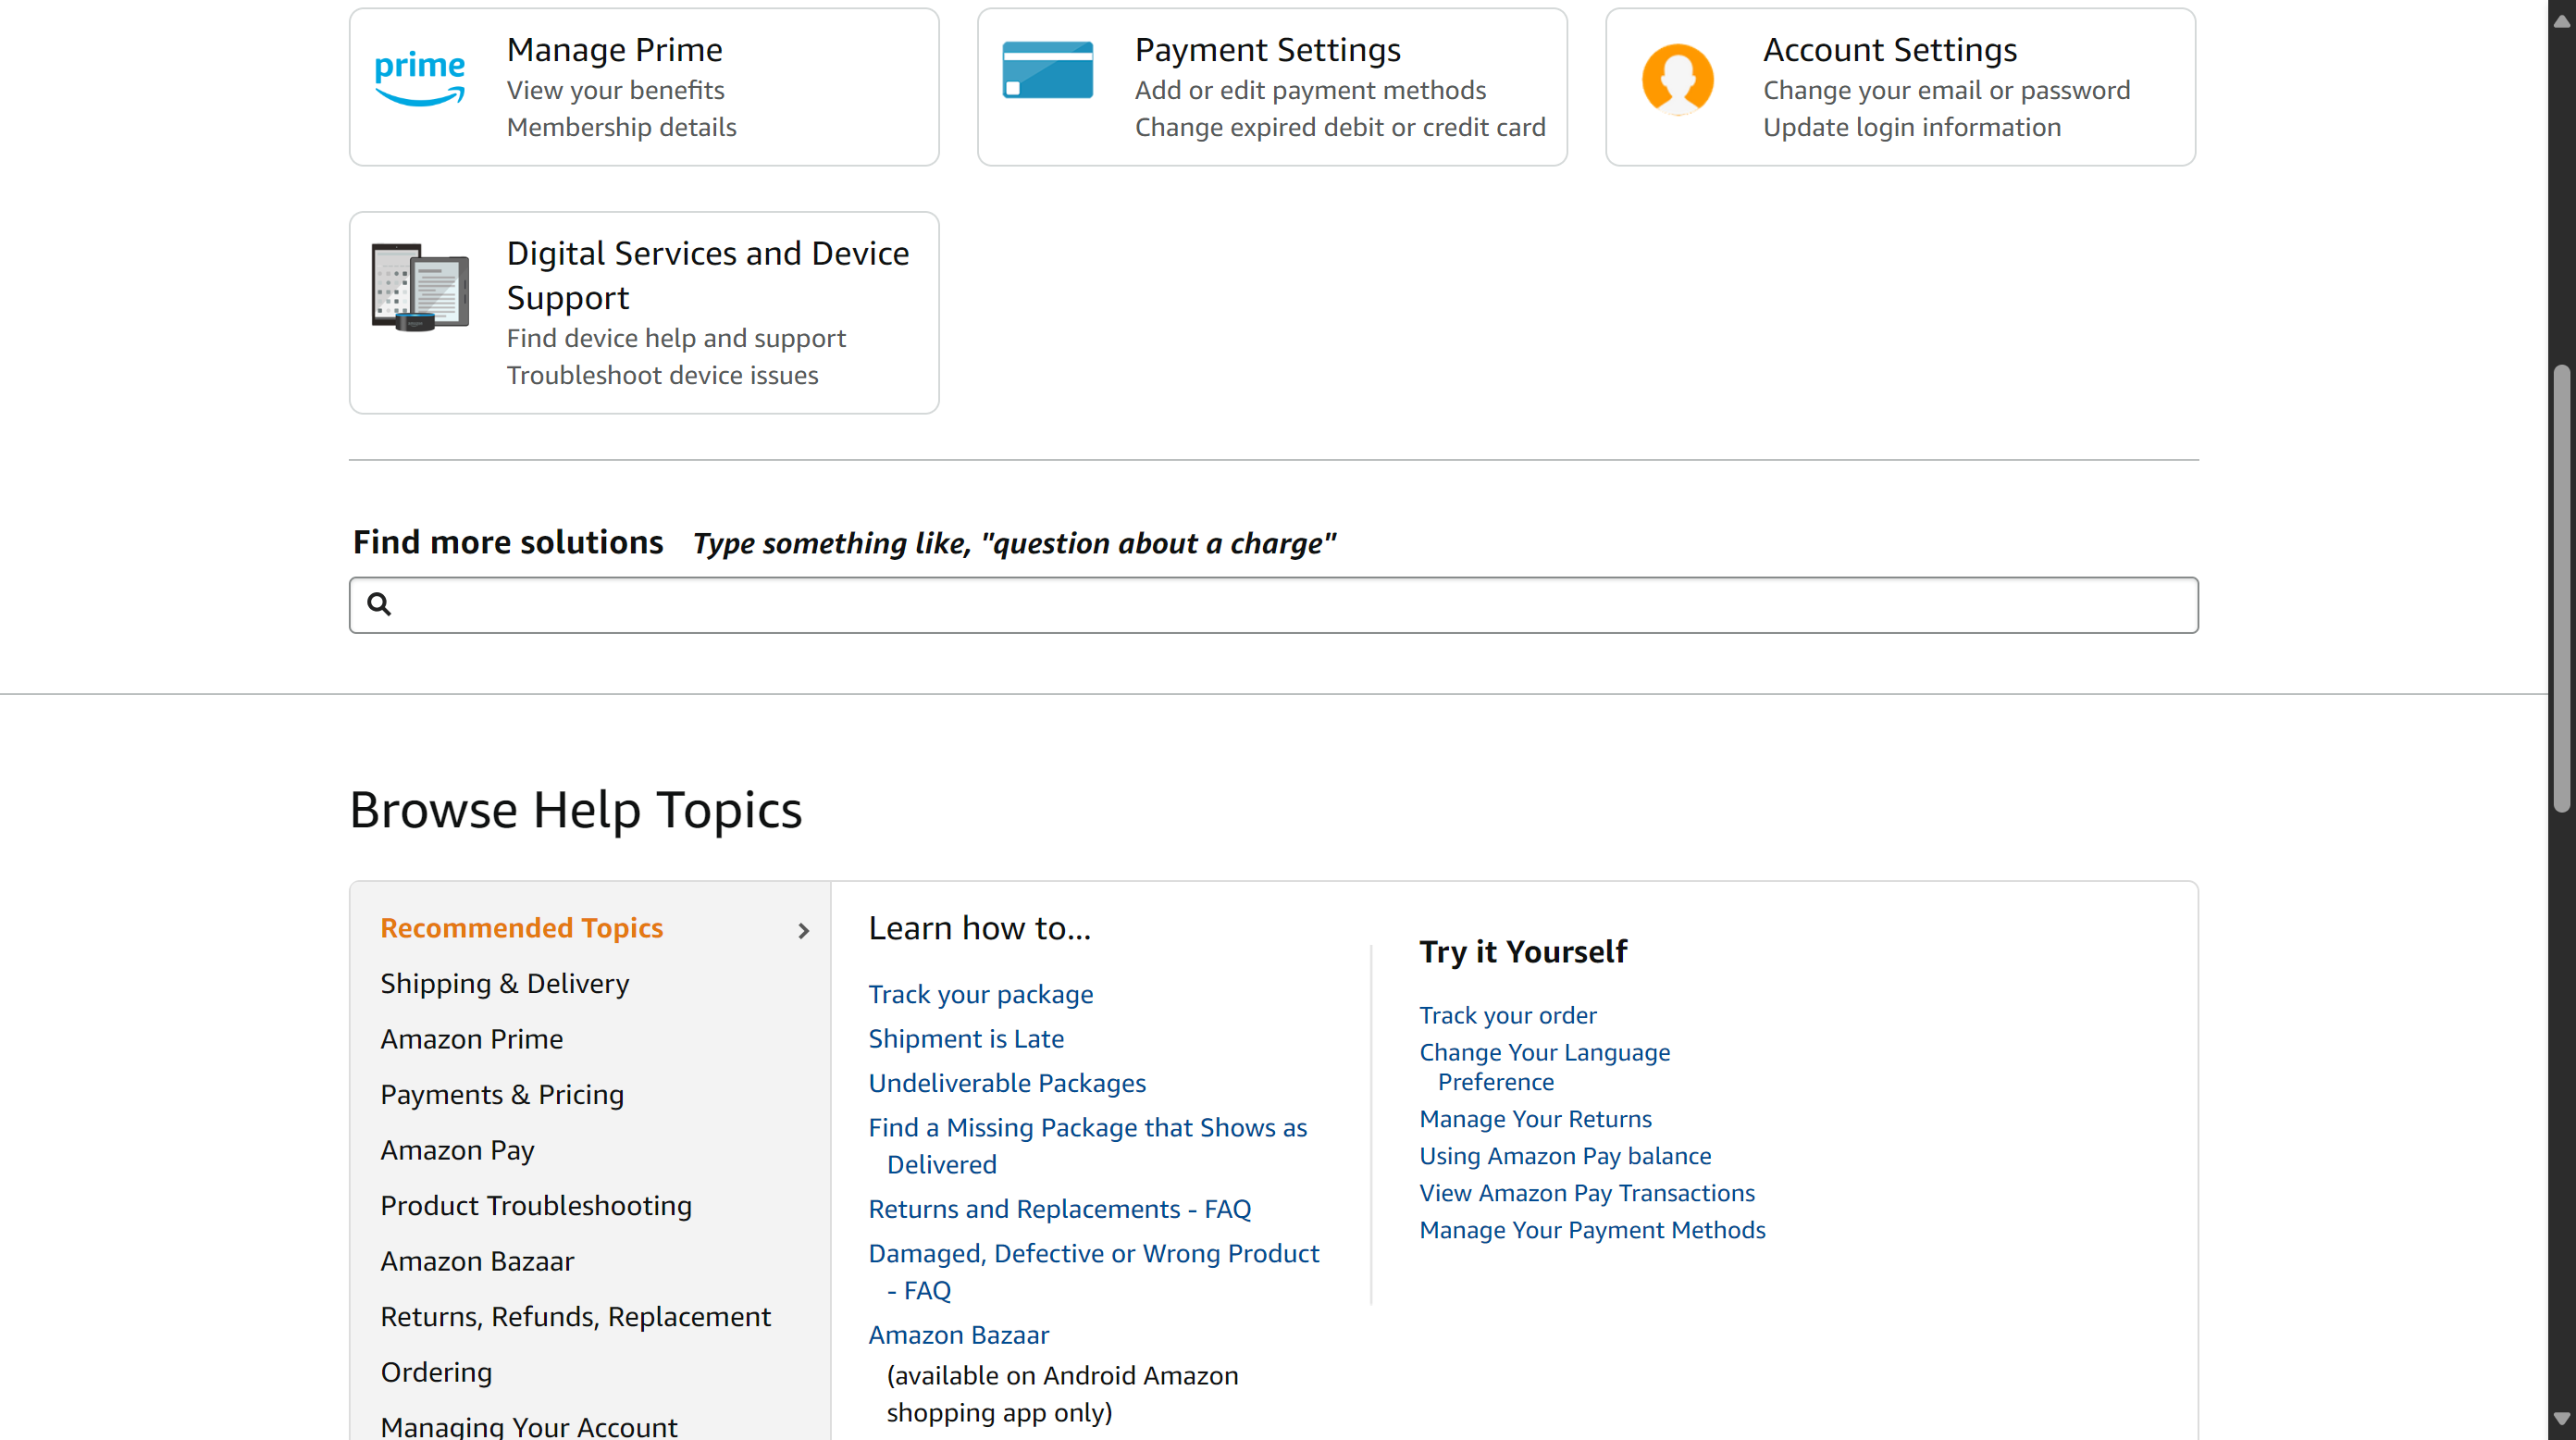 prime
Manage Prime
View your benefits
Membership details
Payment Settings
Add or edit payment methods
Change expired debit or credit card
Account Settings
Change your email or password
Update login information
Digital Services and Device
Support
Find device help and support
Troubleshoot device issues
Find more solutions Type something like, "question about a charge"
Browse Help Topics
Recommended Topics
Shipping & Delivery
Amazon Prime
Payments & Pricing
Amazon Pay
Product Troubleshooting
Amazon Bazaar
Returns, Refunds, Replacement
Ordering
Managing Your Account
Learn how to...
Track your package
Shipment is Late
Undeliverable Packages
Find a Missing Package that Shows as
Delivered
Returns and Replacements - FAQ
Damaged, Defective or Wrong Product
- FAQ
Amazon Bazaar
(available on Android Amazon
shopping app only)
Try it Yourself
Track your order
Change Your Language
Preference
Manage Your Returns
Using Amazon Pay balance
View Amazon Pay Transactions
Manage Your Payment Methods